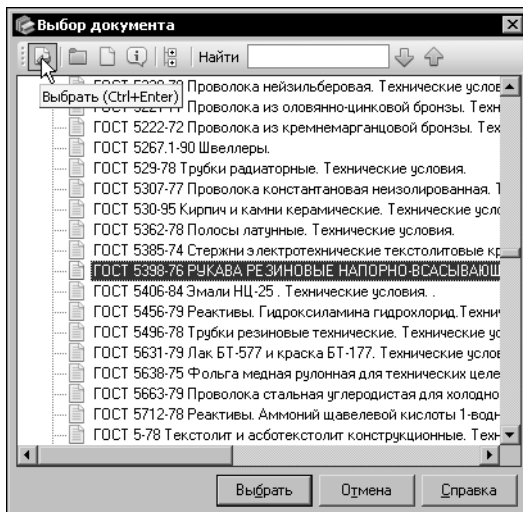 Выбор документа
Найти
ГОСТ 5220-78 Проволока нейзильберовая. Технические услов
Выбрать (Ctrl+Enter)
Проволока из оловянно-цинковой бронзы. Техн
ГОСТ 5222-72 Проволока из кремнемарганцовой бронзы. Тех
ГОСТ 5267.1-90 Швеллеры.
ГОСТ 529-78 Трубки радиаторные. Технические условия.
ГОСТ 5307-77 Проволока константановая неизолированная. Т
ГОСТ 530-95 Кирпич и камни керамические. Технические усло
ГОСТ 5362-78 Полосы латунные. Технические условия.
ГОСТ 5385-74 Стержни электротехнические текстолитовые кр
ГОСТ 5398-76 РУКАВА РЕЗИНОВЫЕ НАПОРНО-ВСАСЫВАЮЩ
ГОСТ 5406-84 Эмали НЦ-25 . Технические условия. .
ГОСТ 5456-79 Реактивы. Гидроксиламина гидрохлорид.Технич
ГОСТ 5496-78 Трубки резиновые технические. Технические ус
ГОСТ 5631-79 Лак БТ-577 и краска БТ-177. Технические услов
ГОСТ 5638-75 Фольга медная рулонная для технических целе
ГОСТ 5663-79 Проволока стальная углеродистая для холодно
ГОСТ 5712-78 Реактивы. Аммоний щавелевой кислоты 1-водн
ГОСТ 5-78 Текстолит и асботекстолит конструкционные. Техн
Выбрать
Отмена
Справка